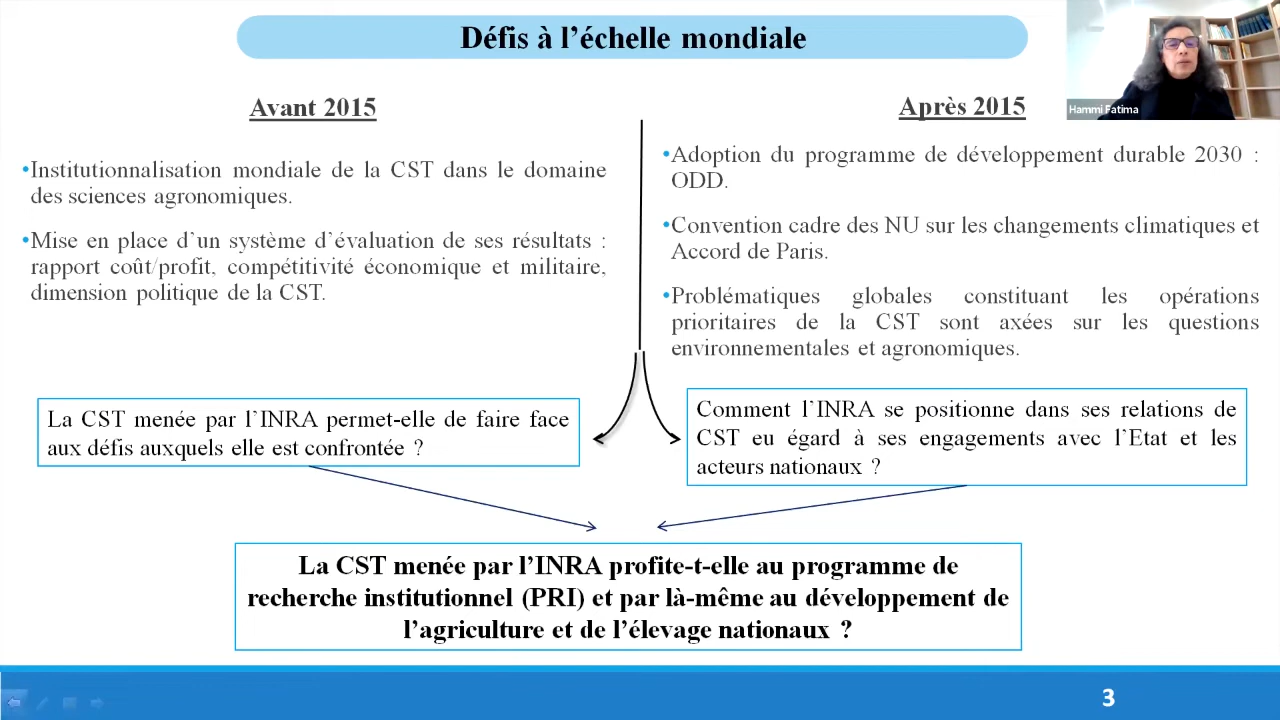 Défis à l’échelle mondiale
Hammi Fatima
Avant 2015
•Institutionnalisation mondiale de la CST dans le domaine
des sciences agronomiques.
•Mise en place d’un système d’évaluation de ses résultats :
rapport coût/profit, compétitivité économique et militaire,
dimension politique de la CST.
Après 2015
•Adoption du programme de développement durable 2030 :
ODD.
•Convention cadre des NU sur les changements climatiques et
Accord de Paris.
•Problématiques globales constituant les opérations
prioritaires de la CST sont axées sur les questions
environnementales et agronomiques.
La CST menée par l’INRA permet-elle de faire face
aux défis auxquels elle est confrontée ?
Comment l’INRA se positionne dans ses relations de
CST eu égard à ses engagements avec l’Etat et les
acteurs nationaux ?
La CST menée par l’INRA profite-t-elle au programme de
recherche institutionnel (PRI) et par là-même au développement de
l’agriculture et de l’élevage nationaux ?
3